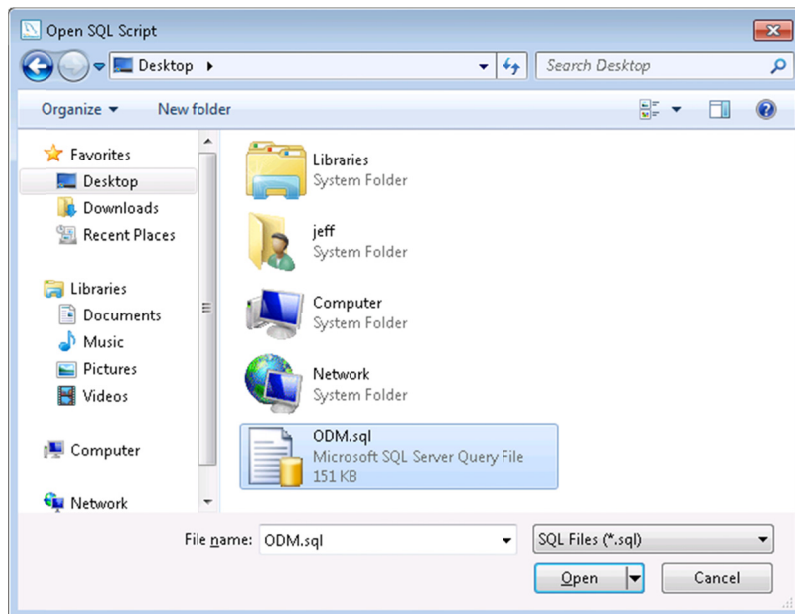 Open SQL Script
Desktop
Search Desktop
Organize
New folder
Favorites
Desktop
Downloads
Recent Places
Libraries
Documents
Music
Pictures
Videos
Computer
Network
Libraries
System Folder
jeff
System Folder
Computer
System Folder
Network
System Folder
ODM.sql
Microsoft SQL Server Query File
151 KB
File name: ODM.sql
SQL Files (*.sql)
Open
Cancel